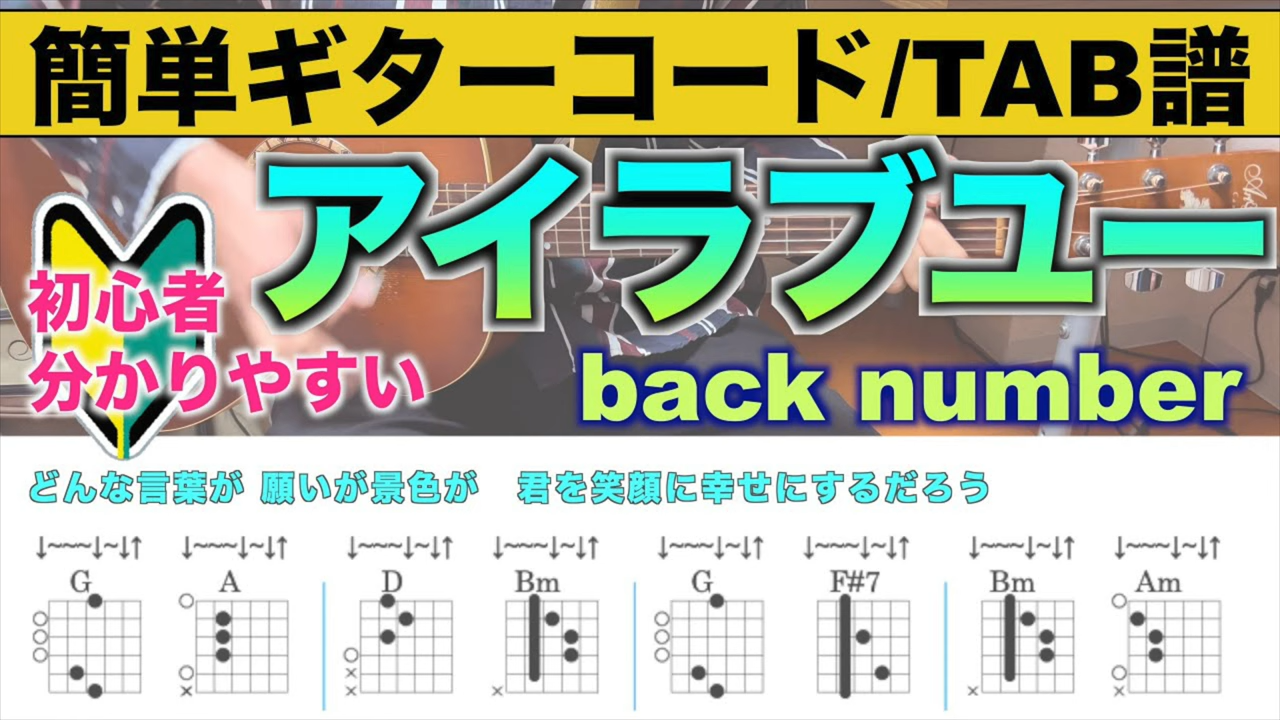 簡単ギターコード/TAB譜
アイラブユー
初心者
分かりやすい
back number
どんな言葉が 願いが景色が 君を笑顔に幸せにするだろう
↓~~~↓~↓↑ ↓~~~↓~↓↑ ↓~~~↓~↓↑ ↓~~~↓~↓↑ ↓~~~↓~↓↑ ↓~~~↓~↓↑ ↓~~~↓~↓↑ ↓~~~↓~↓↑
G A D Bm G F#7 Bm Am